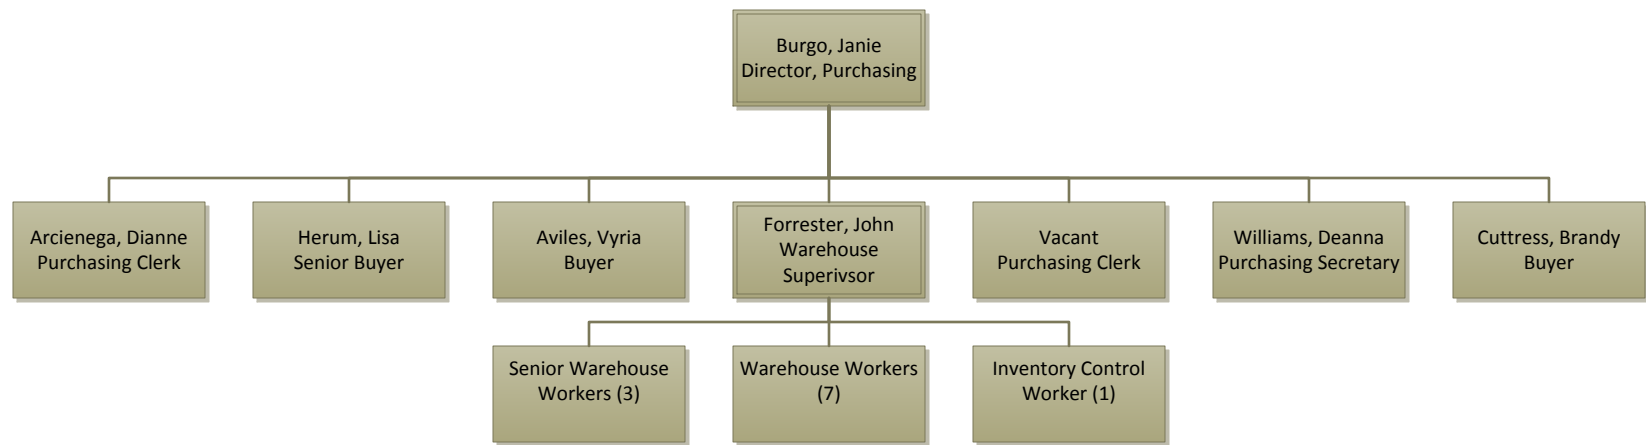 Burgo, Janie
Director, Purchasing
Arcienega, Dianne
Purchasing Clerk
Herum, Lisa
Senior Buyer
Aviles, Vyria
Buyer
Forrester, John
Warehouse
Superivsor
Vacant
Purchasing Clerk
Williams, Deanna
Purchasing Secretary
Cuttress, Brandy
Buyer
Senior Warehouse
Workers (3)
Warehouse Workers
(7)
Inventory Control
Worker (1)